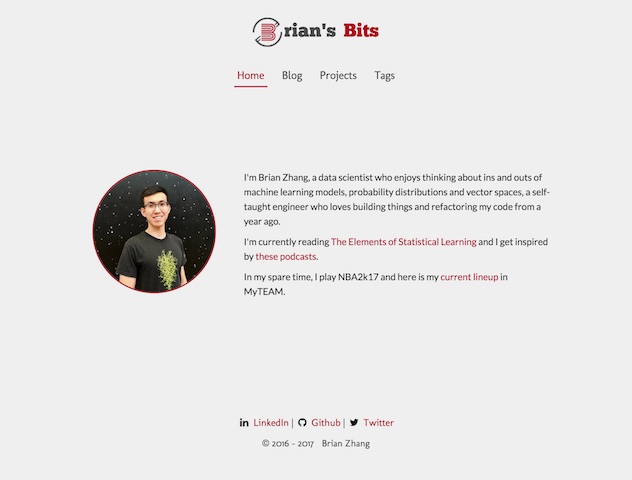 Brian's Bits
Home Blog Projects Tags
I'm Brian Zhang, a data scientist who enjoys thinking about ins and outs of
machine learning models, probability distributions and vector spaces, a self-
taught engineer who loves building things and refactoring my code from a
year ago.
I'm currently reading The Elements of Statistical Learning and I get inspired
by these podcasts.
In my spare time, I play NBA2k17 and here is my current lineup in
MyTEAM.
LinkedIn | Github | Twitter
© 2016 - 2017 Brian Zhang